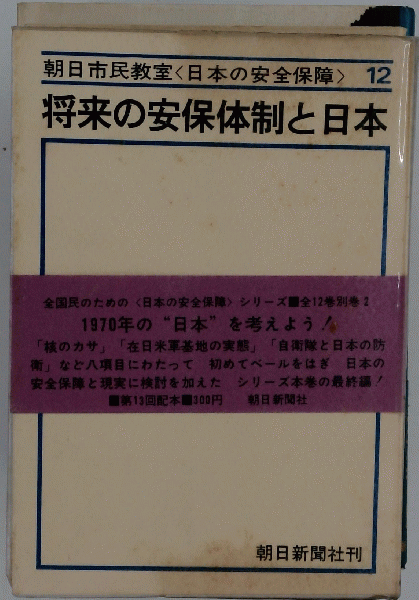 朝日市民教室〈日本の安全保障〉 12
将来の安保体制と日本
全国民のための〈日本の安全保障〉シリーズ■全12巻別巻2
1970年の“日本”を考えよう!
「核のカサ」「在日米軍基地の実態」「自衛隊と日本の防
衛」など八項目にわたって 初めてベールをはぎ 日本の
安全保障と現実に検討を加えた シリーズ本巻の最終編!
■第13回配本■300円 朝日新聞社
朝日新聞社刊